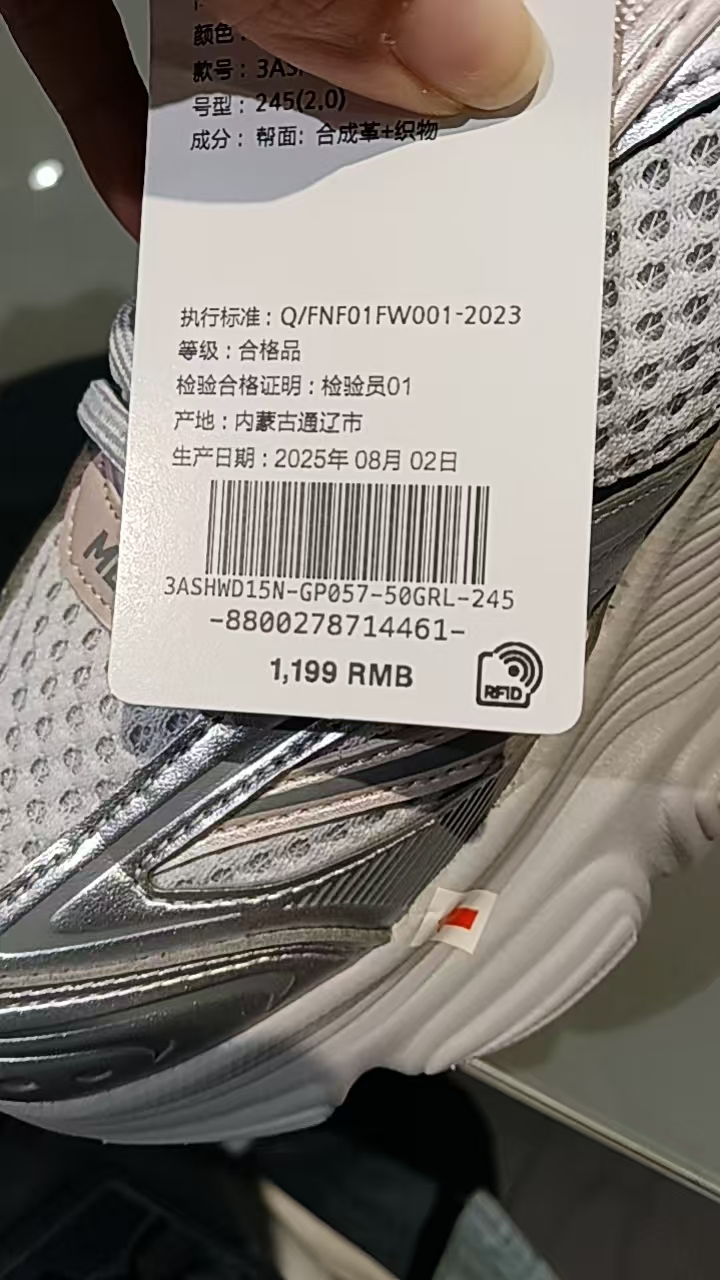 颜色：
款号：3AS
号型：245(2.0)
成分：帮面：合成革+织物
执行标准：Q/FNF01FW001-2023
等级：合格品
检验合格证明：检验员01
产地：内蒙古通辽市
生产日期：2025年 08月 02日
3ASHWD15N-GP057-50GRL-245
-8800278714461-
1,199 RMB
RFID